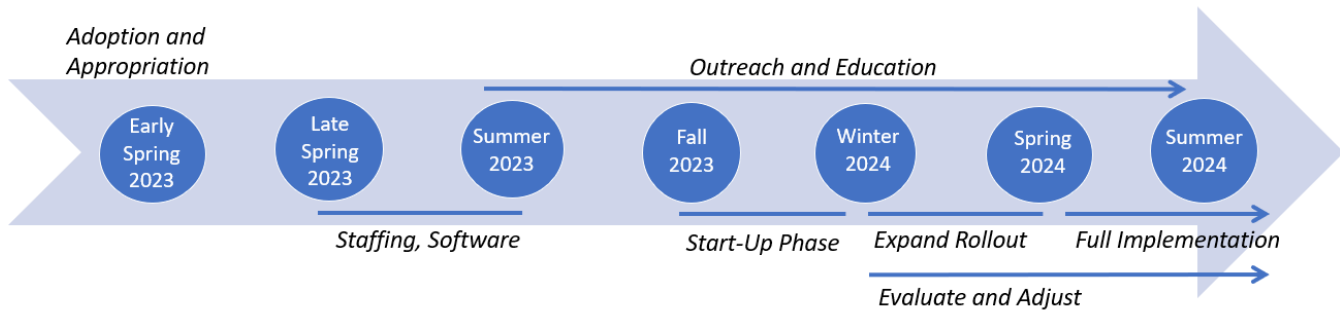 Adoption and
Appropriation
Outreach and Education
Early
Spring
2023
Late
Spring
2023
Summer
2023
Fall
2023
Winter
2024
Spring
2024
Summer
2024
Staffing, Software
Start-Up Phase
Expand Rollout
Full Implementation
Evaluate and Adjust